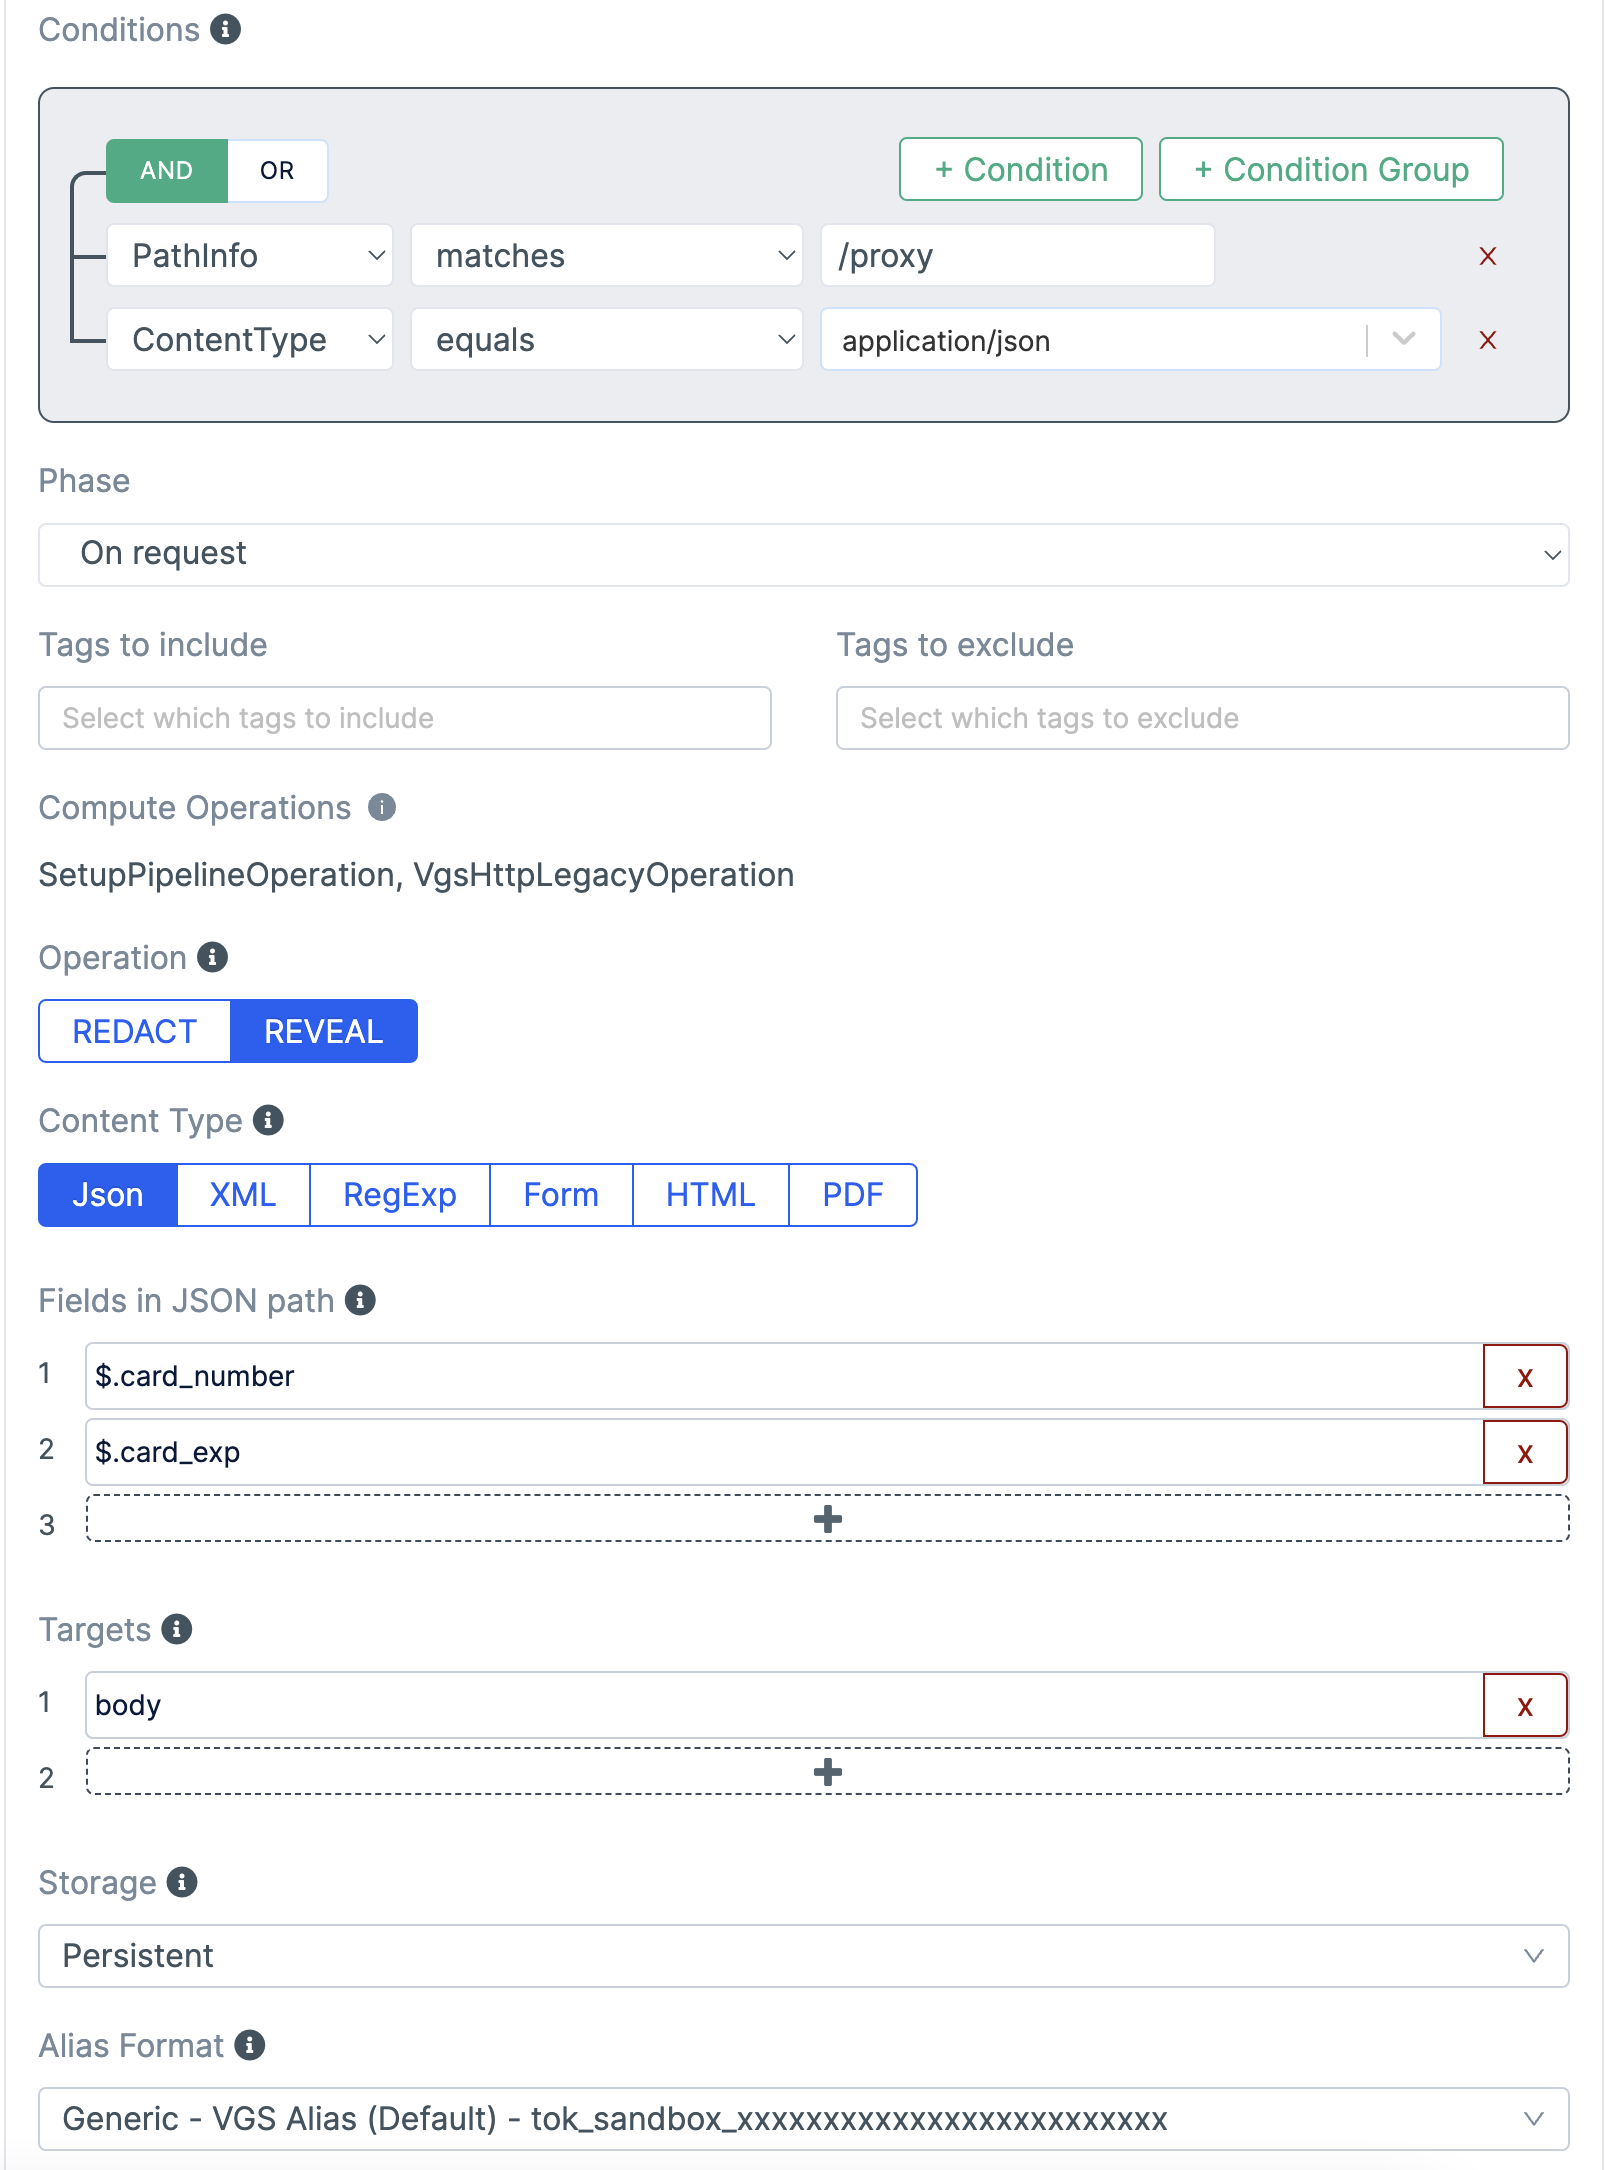 Conditions
AND OR + Condition + Condition Group
PathInfo matches /proxy x
ContentType equals application/json x
Phase
On request
Tags to include Tags to exclude
Select which tags to include Select which tags to exclude
Compute Operations
SetupPipelineOperation, VgsHttpLegacyOperation
Operation
REDACT REVEAL
Content Type
Json XML RegExp Form HTML PDF
Fields in JSON path
1 $.card_number x
2 $.card_exp x
3
Targets
1 body x
2
Storage
Persistent
Alias Format
Generic - VGS Alias (Default) - tok_sandbox_xxxxxxxxxxxxxxxxxxxxxxxxx